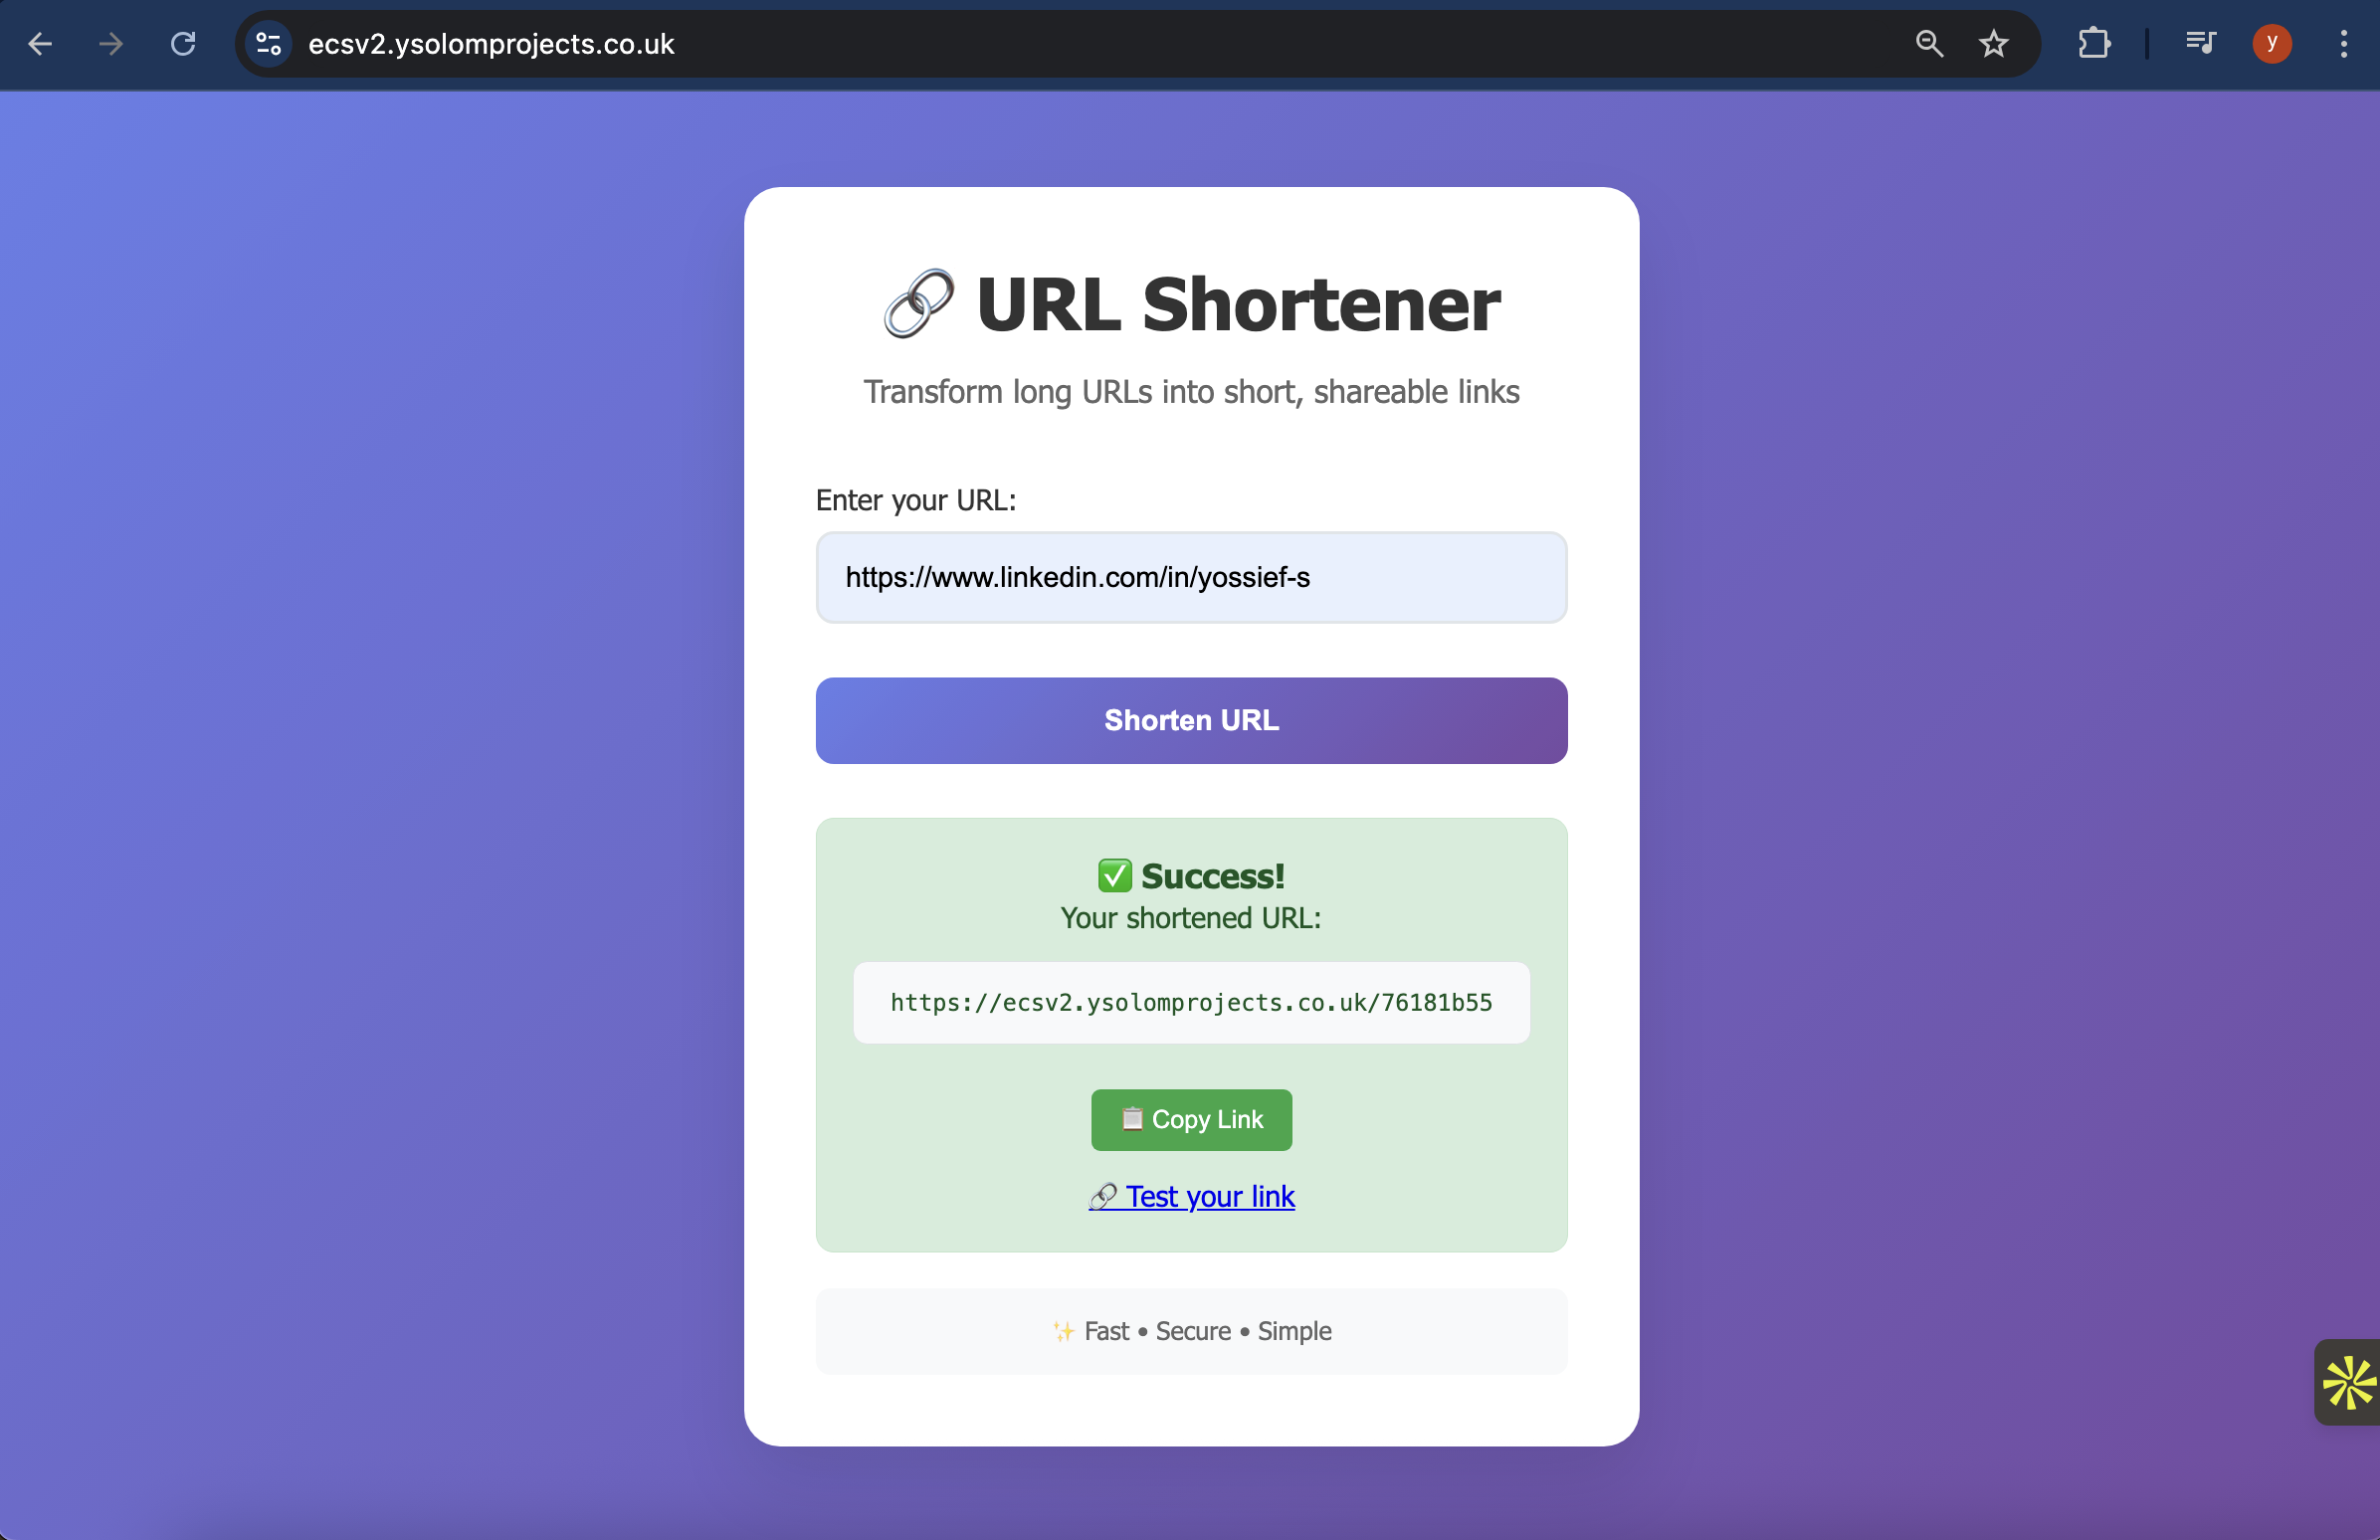 ecsv2.ysolomprojects.co.uk
y
🔗 URL Shortener
Transform long URLs into short, shareable links
Enter your URL:
https://www.linkedin.com/in/yossief-s
Shorten URL
✅ Success!
Your shortened URL:
https://ecsv2.ysolomprojects.co.uk/76181b55
📋 Copy Link
🔗 Test your link
✨ Fast • Secure • Simple